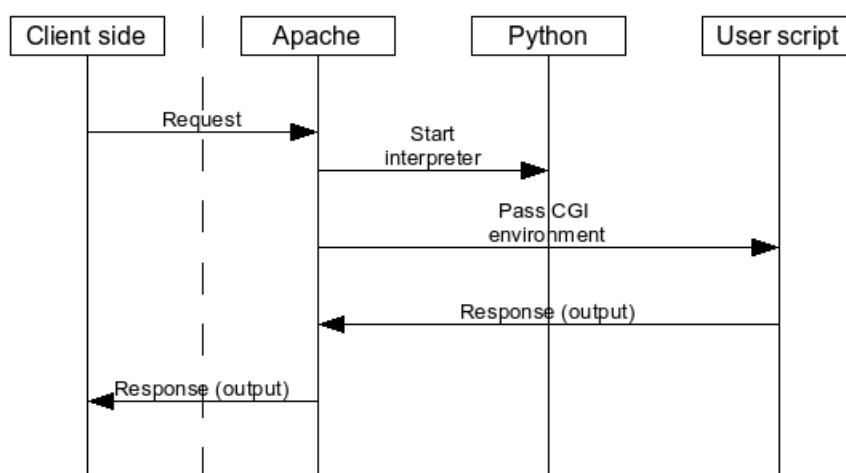 Client side
Apache
Python
User script
Request
Start
interpreter
Pass CGI
environment
Response (output)
Response (output)